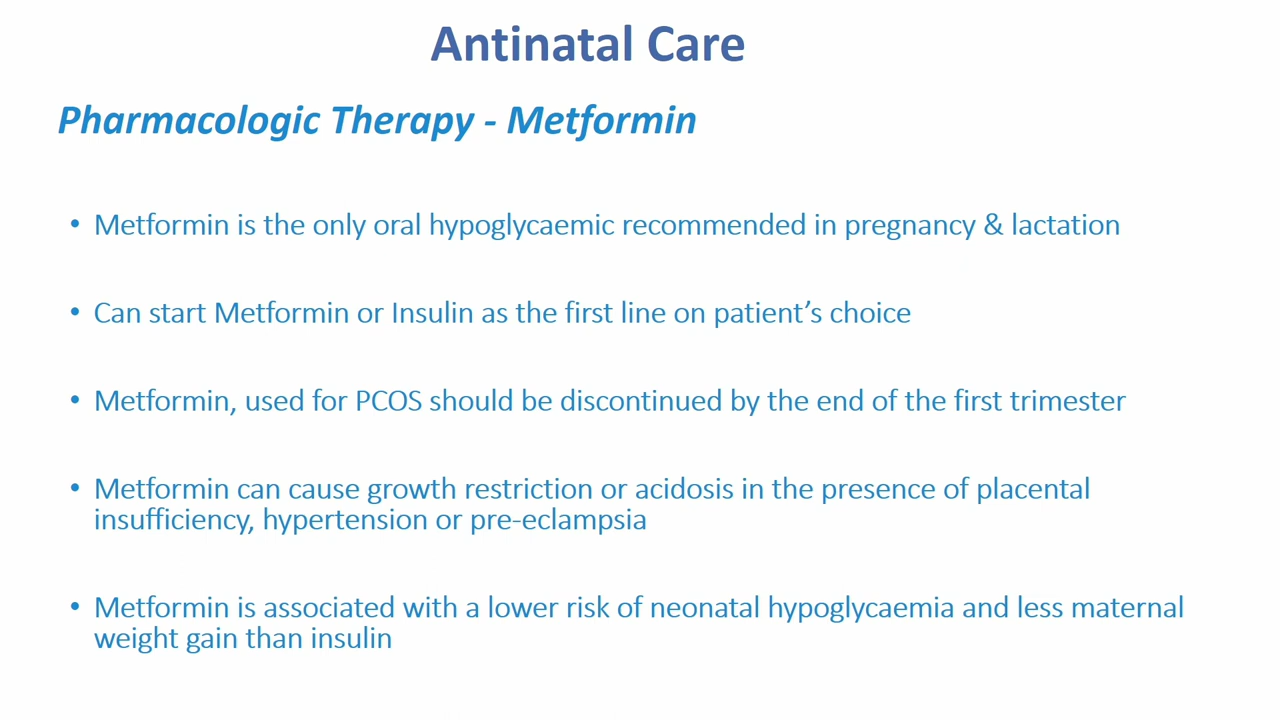 Antinatal Care
Pharmacologic Therapy - Metformin
• Metformin is the only oral hypoglycaemic recommended in pregnancy & lactation
• Can start Metformin or Insulin as the first line on patient’s choice
• Metformin, used for PCOS should be discontinued by the end of the first trimester
• Metformin can cause growth restriction or acidosis in the presence of placental
insufficiency, hypertension or pre-eclampsia
• Metformin is associated with a lower risk of neonatal hypoglycaemia and less maternal
weight gain than insulin